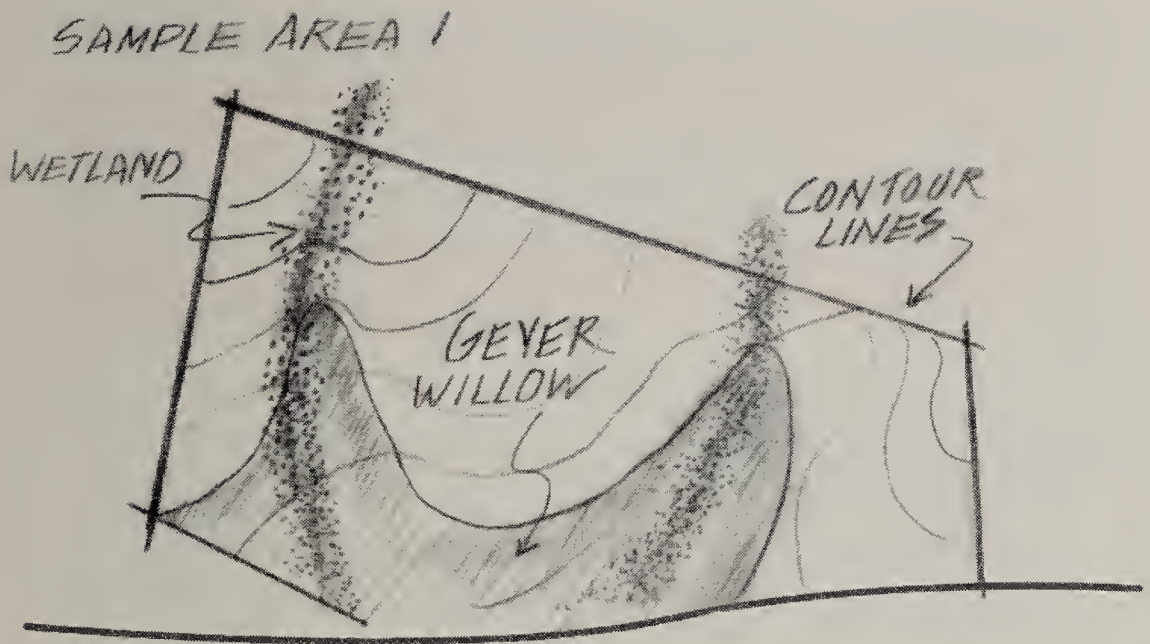 SAMPLE AREA 1
WETLAND
CONTOUR
LINES
GEYER
WILLOW